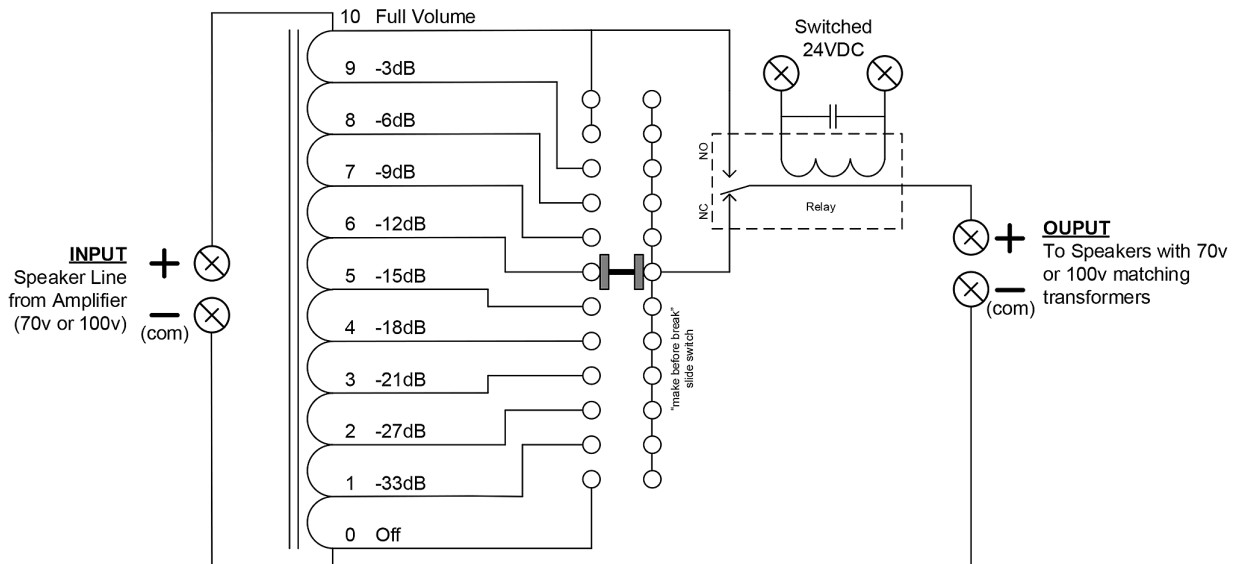 10 Full Volume
9 -3dB
8 -6dB
7 -9dB
6 -12dB
5 -15dB
4 -18dB
3 -21dB
2 -27dB
1 -33dB
0 Off
INPUT
Speaker Line
from Amplifier
(70v or 100v)
+
−
(com)
"make before break"
slide switch
Switched
24VDC
NO
NC
Relay
+
−
(com)
OUPUT
To Speakers with 70v
or 100v matching
transformers